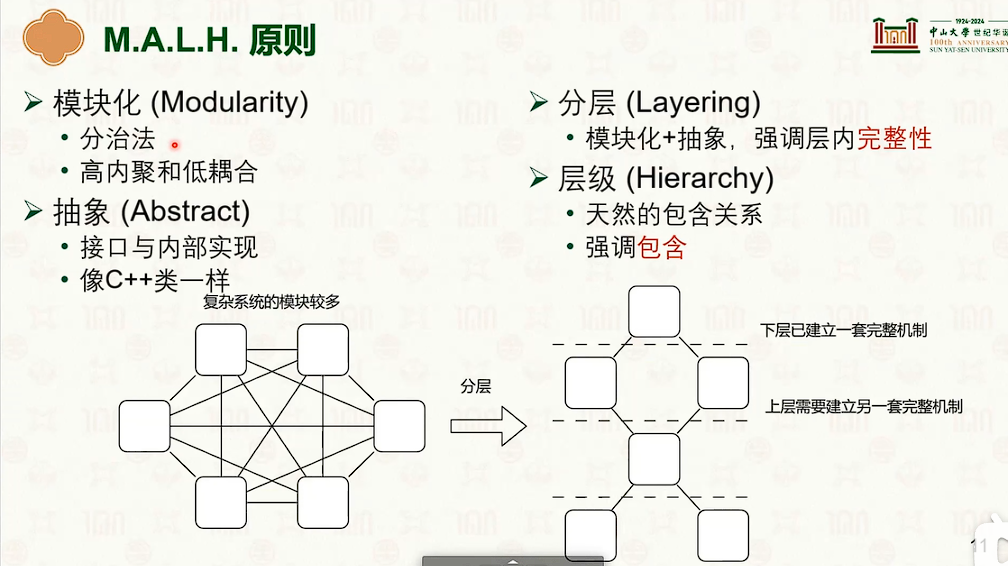 M.A.L.H. 原则
1924-2024
中山大學 世纪华诞
100th ANNIVERSARY
SUN YAT-SEN UNIVERSITY
模块化 (Modularity)
分治法
高内聚和低耦合
抽象 (Abstract)
接口与内部实现
像C++类一样
分层 (Layering)
模块化+抽象，强调层内完整性
层级 (Hierarchy)
天然的包含关系
强调包含
复杂系统的模块较多
分层
下层已建立一套完整机制
上层需要建立另一套完整机制
11